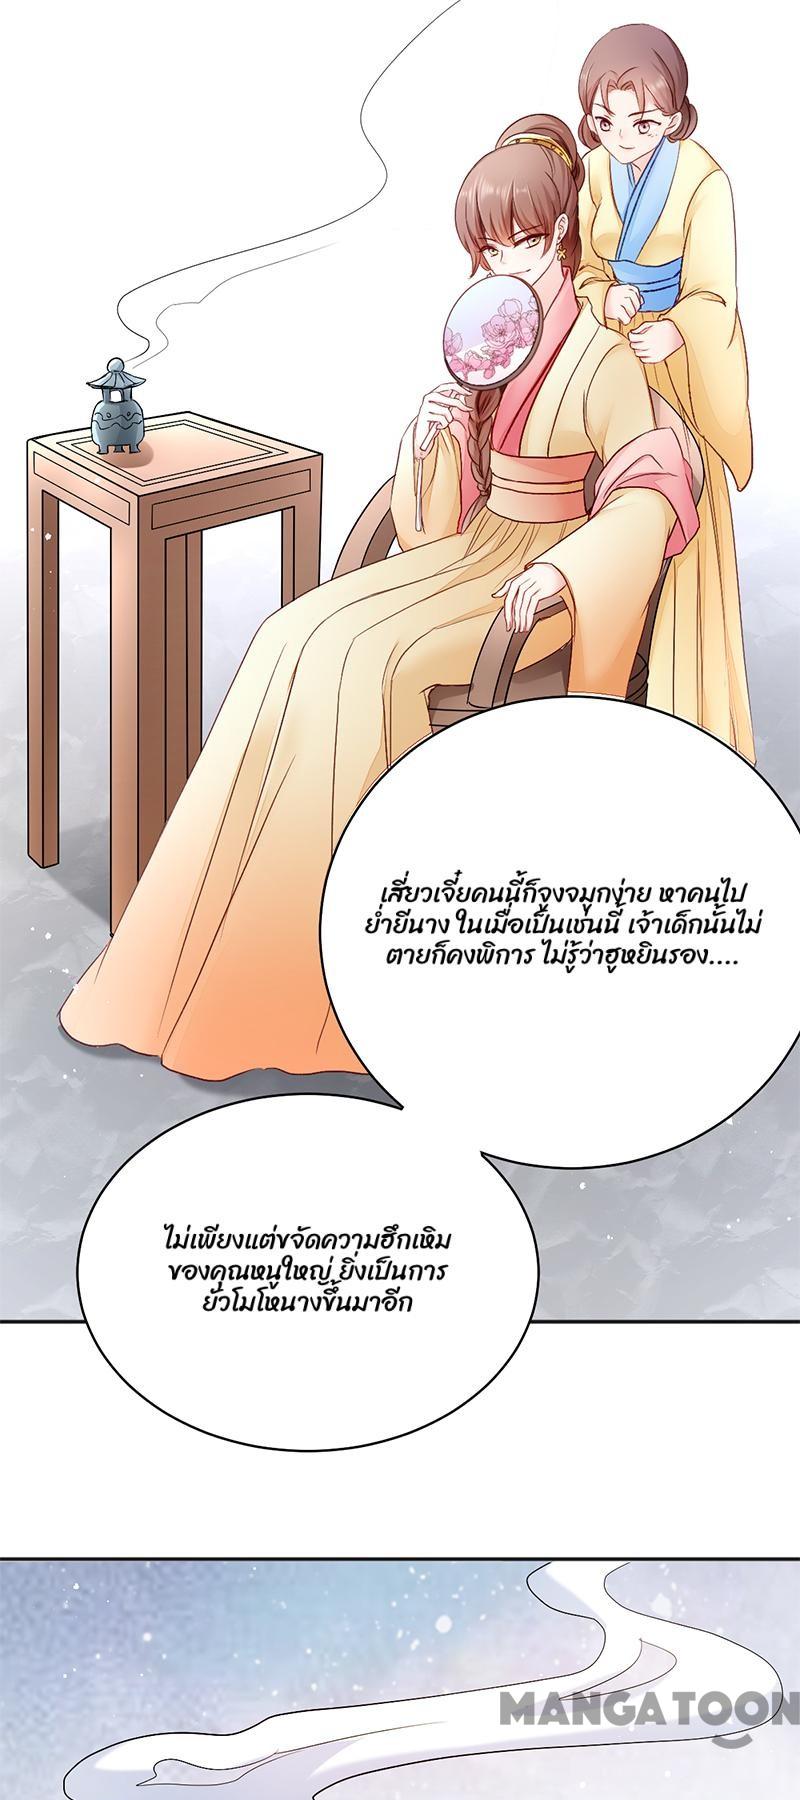 เสี่ยวเจี๋ยคนนี้ก็จูงจมูกง่าย หาคนไป
ย่ำยีนาง ในเมื่อเป็นเช่นนี้ เจ้าเด็กนั้นไม่
ตายก็คงพิการ ไม่รู้ว่าฮูหยินรอง....
ไม่เพียงแต่ขจัดความฮึกเหิม
ของคุณหนูใหญ่ ยิ่งเป็นการ
ยั่วโมโหนางขึ้นมาอีก
MANGATOON